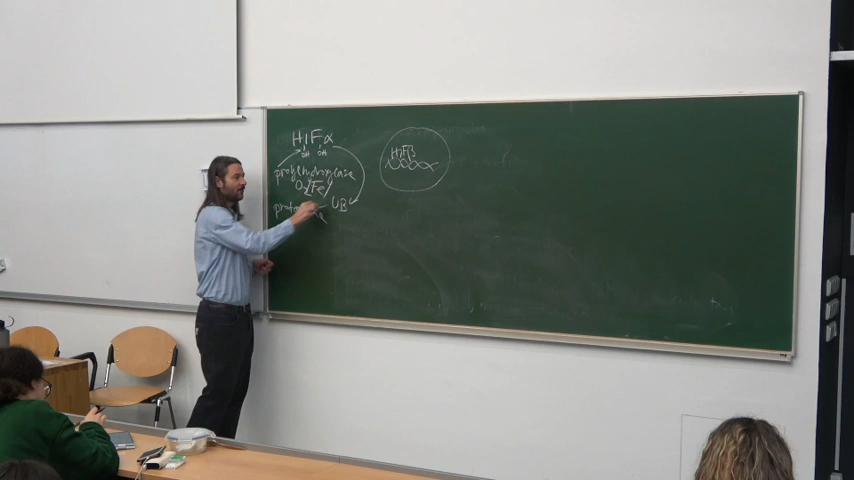 HIFα
OH OH
prolylhydroxylase
O₂ Fe
UB
HIFβ